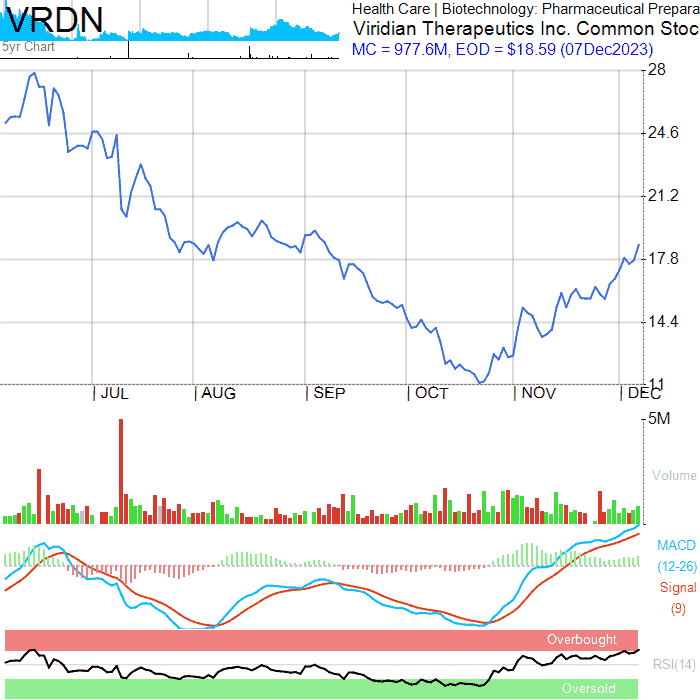 VRDN
5yr Chart
Health Care | Biotechnology: Pharmaceutical Prepara
Viridian Therapeutics Inc. Common Stoc
MC = 977.6M, EOD = $18.59 (07Dec2023)
28
24.6
21.2
17.8
14.4
11
JUL AUG SEP OCT NOV DEC
5M
Volume
MACD
(12-26)
Signal
(9)
Overbought
RSI(14)
Oversold